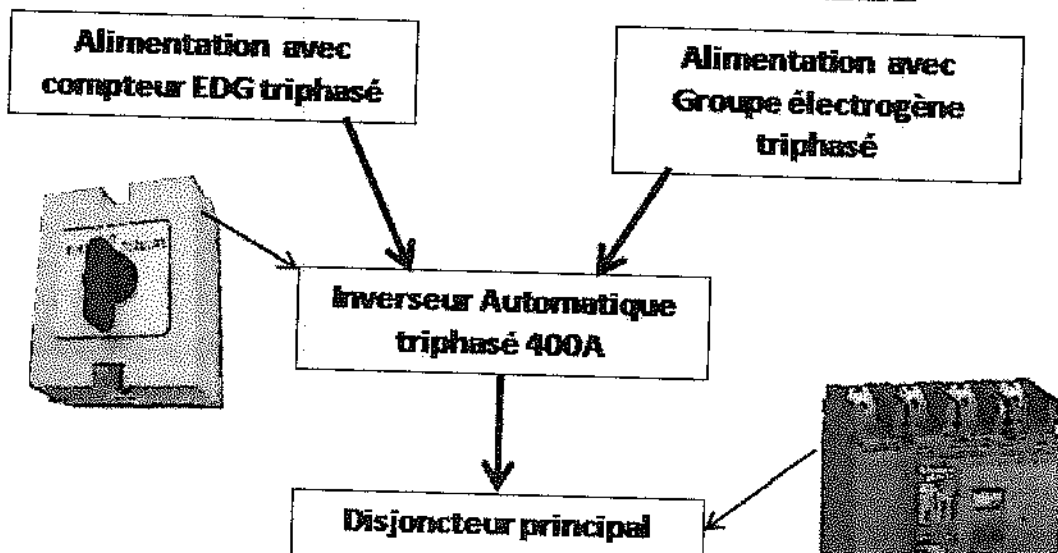 Alimentation avec
compteur EDG triphasé
Alimentation avec
Groupe électrogène
triphasé
Inverseur Automatique
triphasé 400A
Disjoncteur principal